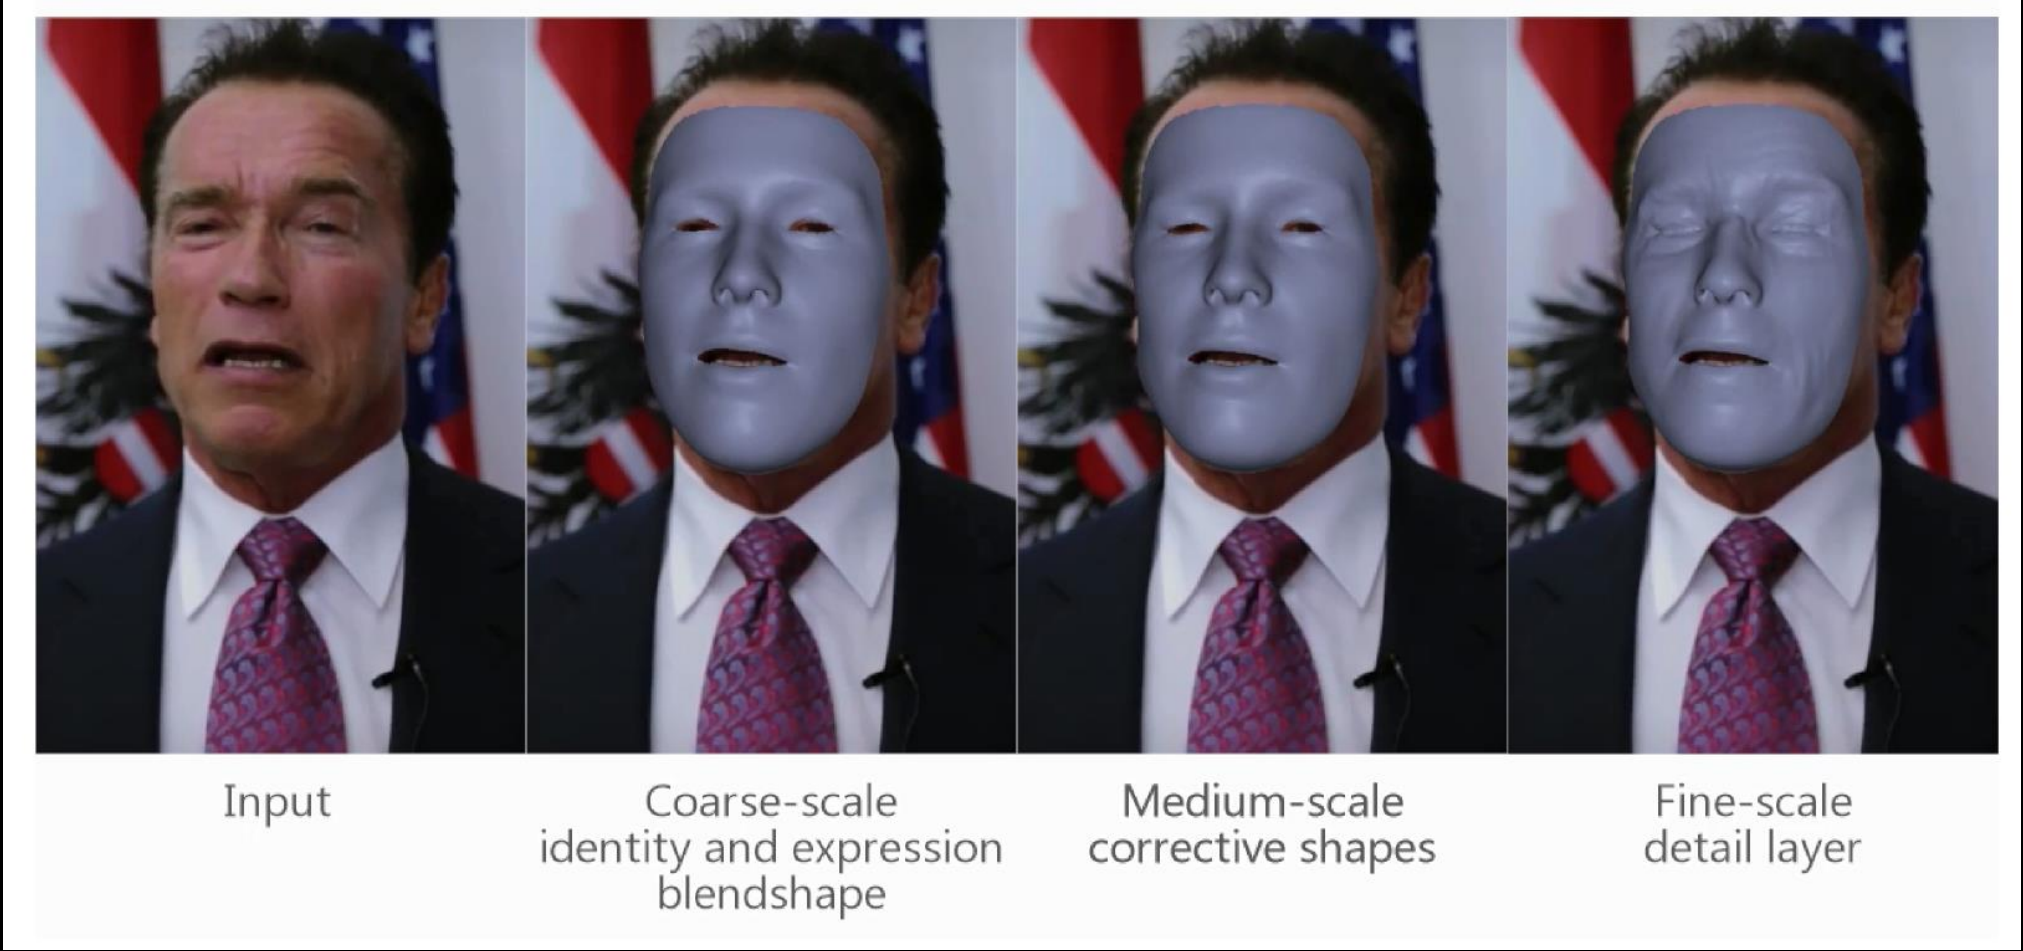 Input
Coarse-scale
identity and expression
blendshape
Medium-scale
corrective shapes
Fine-scale
detail layer